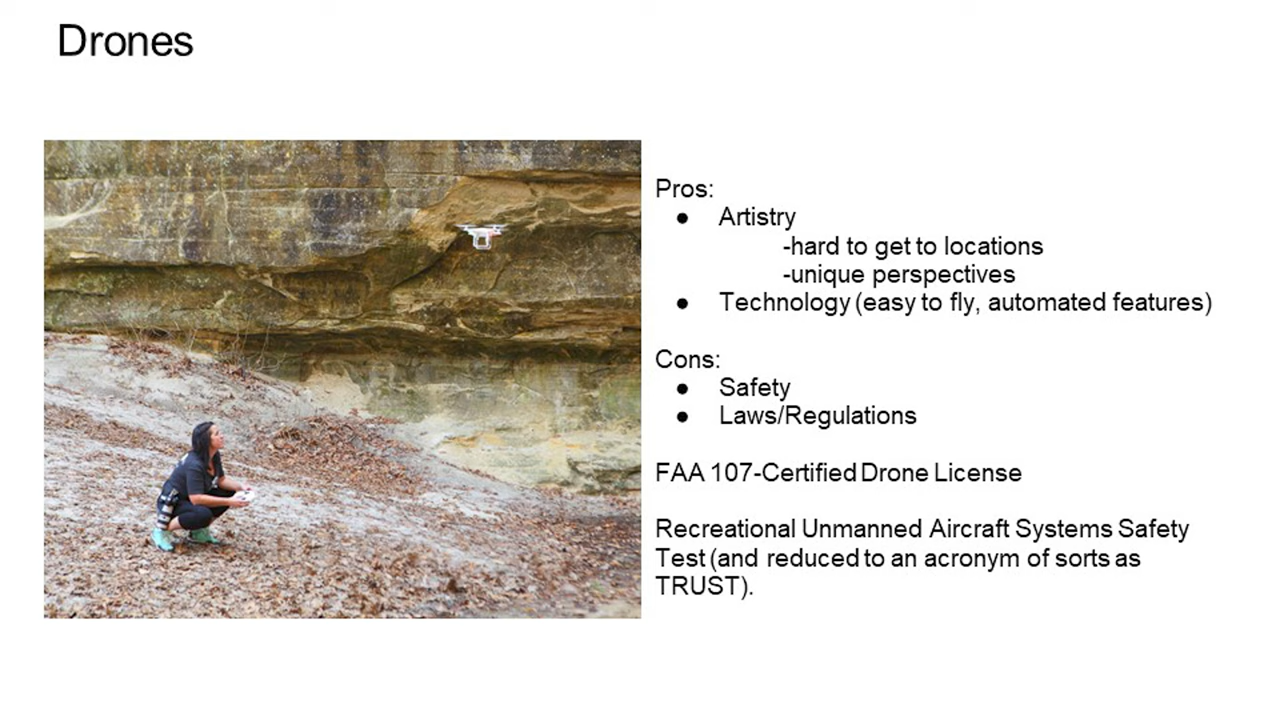 Drones
Pros:
● Artistry
-hard to get to locations
-unique perspectives
● Technology (easy to fly, automated features)
Cons:
● Safety
● Laws/Regulations
FAA 107-Certified Drone License
Recreational Unmanned Aircraft Systems Safety
Test (and reduced to an acronym of sorts as
TRUST).